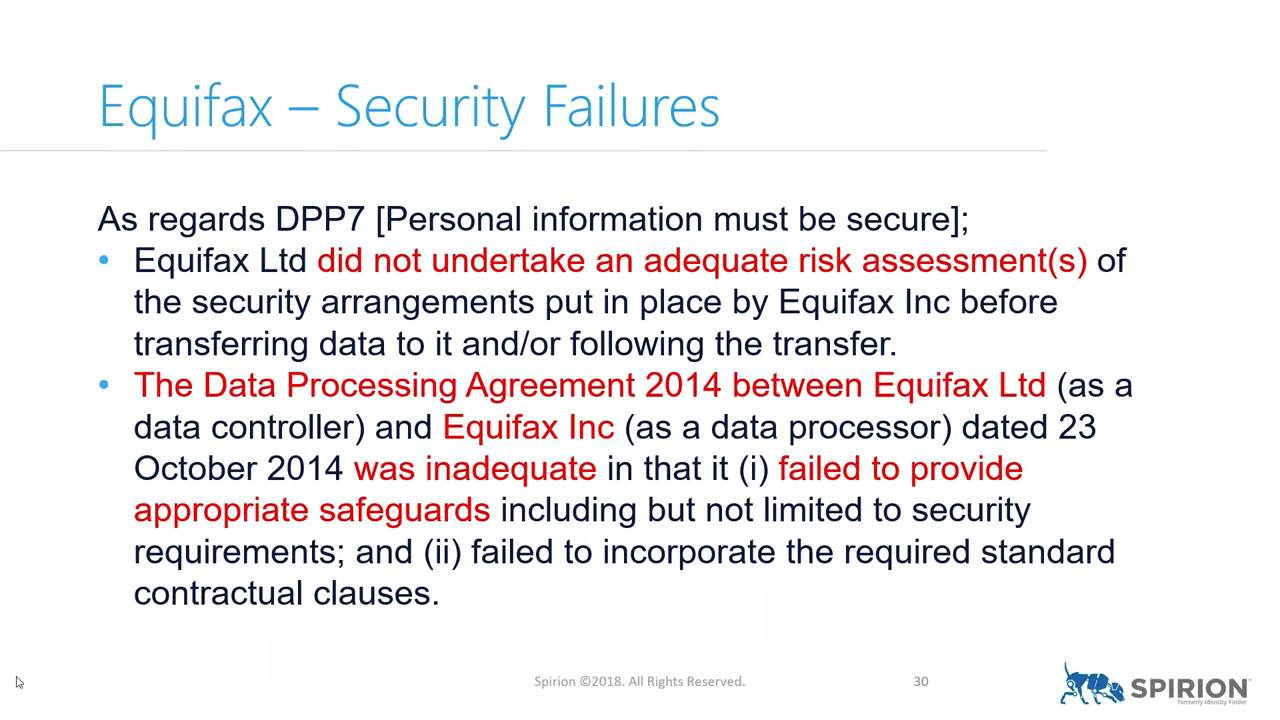 Equifax – Security Failures
As regards DPP7 [Personal information must be secure];
• Equifax Ltd did not undertake an adequate risk assessment(s) of
the security arrangements put in place by Equifax Inc before
transferring data to it and/or following the transfer.
• The Data Processing Agreement 2014 between Equifax Ltd (as a
data controller) and Equifax Inc (as a data processor) dated 23
October 2014 was inadequate in that it (i) failed to provide
appropriate safeguards including but not limited to security
requirements; and (ii) failed to incorporate the required standard
contractual clauses.
Spirion ©2018. All Rights Reserved.
30
SPIRION
formerly Identity Finder